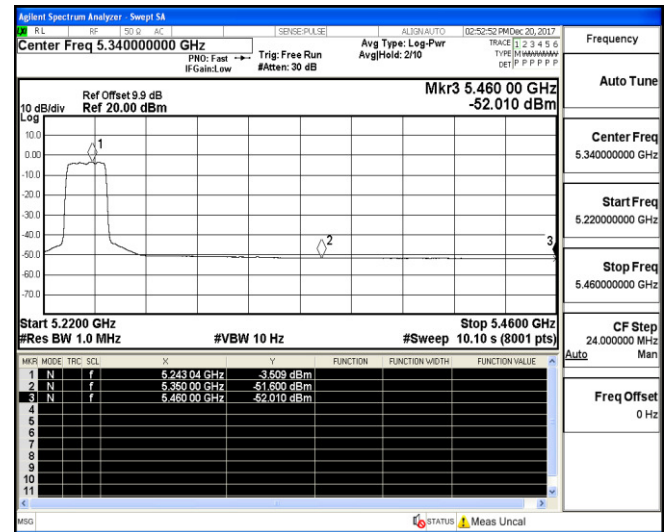 Agilent Spectrum Analyzer - Swept SA
RL RF 50 Ω AC SENSE:PULSE ALIGNAUTO 02:52:52 PM Dec 20, 2017
Center Freq 5.340000000 GHz
PNO: Fast
IFGain:Low
Trig: Free Run
#Atten: 30 dB
Avg Type: Log-Pwr
Avg|Hold: 2/10
TRACE 1 2 3 4 5 6
TYPE MWWWWW
DET P P P P P P
Mkr3 5.460 00 GHz
-52.010 dBm
Ref Offset 9.9 dB
Ref 20.00 dBm
10 dB/div
Log
10.0
0.00
-10.0
-20.0
-30.0
-40.0
-50.0
-60.0
-70.0
1
2
3
Start 5.2200 GHz
Stop 5.4600 GHz
#Res BW 1.0 MHz #VBW 10 Hz #Sweep 10.10 s (8001 pts)
MKR MODE TRC SCL X Y FUNCTION FUNCTION WIDTH FUNCTION VALUE
1 N f 5.243 04 GHz -3.509 dBm
2 N f 5.350 00 GHz -51.600 dBm
3 N f 5.460 00 GHz -52.010 dBm
4
5
6
7
8
9
10
11
MSG STATUS Meas Uncal
Frequency
Auto Tune
Center Freq
5.340000000 GHz
Start Freq
5.220000000 GHz
Stop Freq
5.460000000 GHz
CF Step
24.000000 MHz
Auto Man
Freq Offset
0 Hz